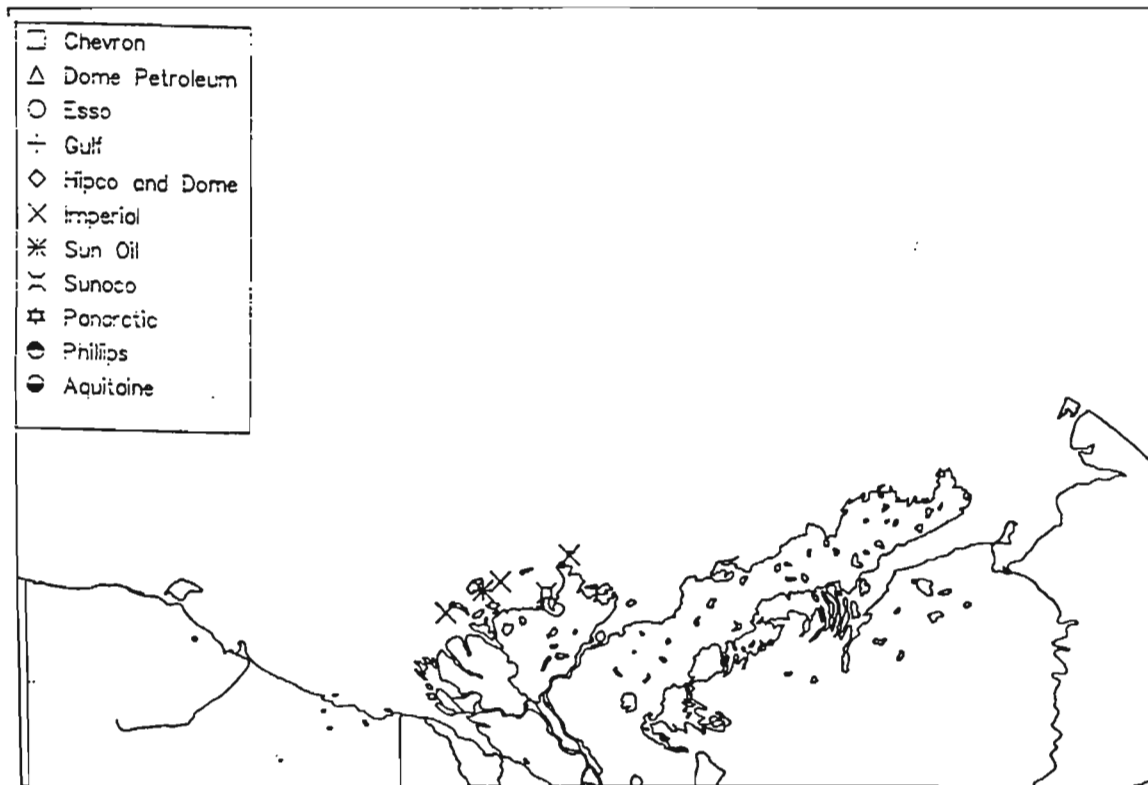 Chevron
Dome Petroleum
Esso
Gulf
Hipco and Dome
Imperial
Sun Oil
Sunoco
Panarctic
Phillips
Aquitaine